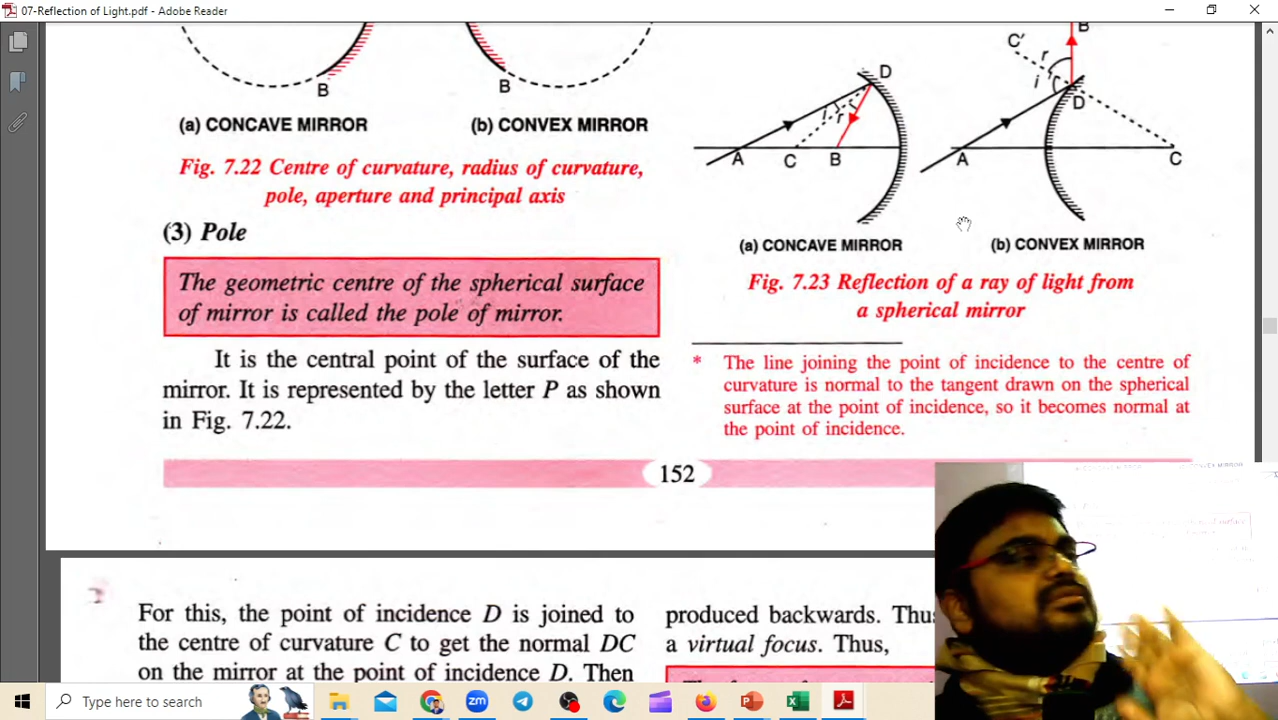 07-Reflection of Light.pdf - Adobe Reader
B
B
(a) CONCAVE MIRROR
(b) CONVEX MIRROR
Fig. 7.22 Centre of curvature, radius of curvature,
pole, aperture and principal axis
(3) Pole
The geometric centre of the spherical surface
of mirror is called the pole of mirror.
It is the central point of the surface of the
mirror. It is represented by the letter P as shown
in Fig. 7.22.
D
i
r
A
C
B
B
C'
r
i
D
A
C
(a) CONCAVE MIRROR
(b) CONVEX MIRROR
Fig. 7.23 Reflection of a ray of light from
a spherical mirror
* The line joining the point of incidence to the centre of
curvature is normal to the tangent drawn on the spherical
surface at the point of incidence, so it becomes normal at
the point of incidence.
152
For this, the point of incidence D is joined to
the centre of curvature C to get the normal DC
on the mirror at the point of incidence D. Then
produced backwards. Thus
a virtual focus. Thus,
Type here to search
zm